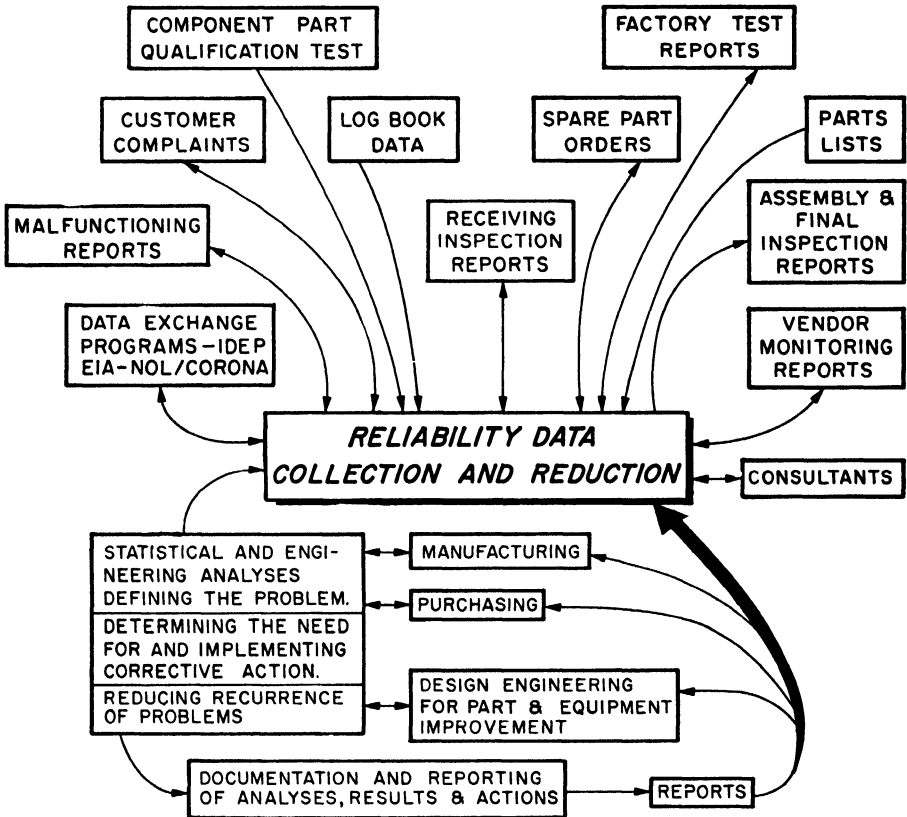 COMPONENT PART
QUALIFICATION TEST
FACTORY TEST
REPORTS
CUSTOMER
COMPLAINTS
LOG BOOK
DATA
SPARE PART
ORDERS
PARTS
LISTS
MALFUNCTIONING
REPORTS
RECEIVING
INSPECTION
REPORTS
ASSEMBLY &
FINAL
INSPECTION
REPORTS
DATA EXCHANGE
PROGRAMS-IDEP
EIA-NOL/CORONA
VENDOR
MONITORING
REPORTS
RELIABILITY DATA
COLLECTION AND REDUCTION
CONSULTANTS
STATISTICAL AND ENGI-
NEERING ANALYSES
DEFINING THE PROBLEM.
DETERMINING THE NEED
FOR AND IMPLEMENTING
CORRECTIVE ACTION.
REDUCING RECURRENCE
OF PROBLEMS
MANUFACTURING
PURCHASING
DESIGN ENGINEERING
FOR PART & EQUIPMENT
IMPROVEMENT
DOCUMENTATION AND REPORTING
OF ANALYSES, RESULTS & ACTIONS
REPORTS